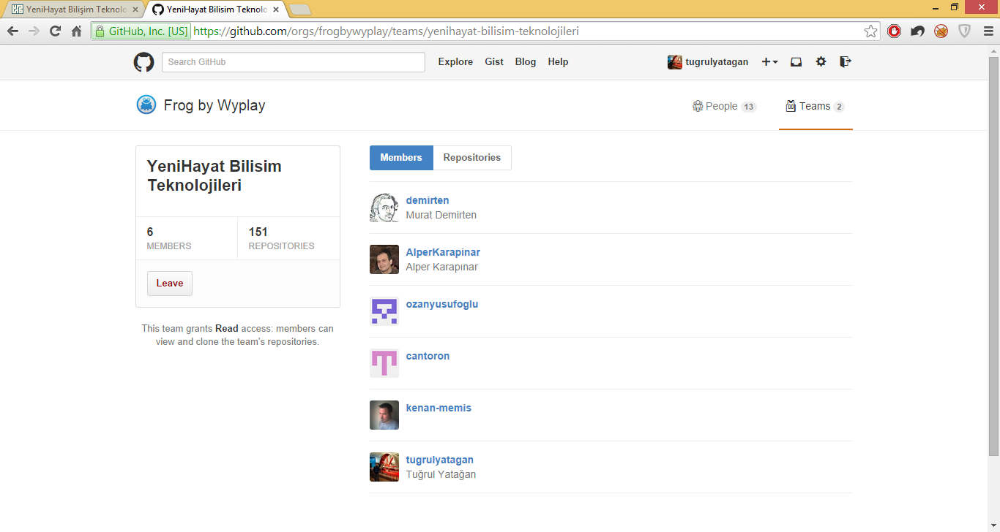 YeniHayat Bilişim Teknolo
YeniHayat Bilisim Teknolo
GitHub, Inc. [US] https://github.com/orgs/frogbywyplay/teams/yenihayat-bilisim-teknolojileri
Search GitHub Explore Gist Blog Help tugrulyatagan
Frog by Wyplay People 13 Teams 2
YeniHayat Bilisim
Teknolojileri
6 151
MEMBERS REPOSITORIES
Leave
This team grants Read access: members can
view and clone the team's repositories.
Members Repositories
demirten
Murat Demirten
AlperKarapinar
Alper Karapınar
ozanyusufoglu
cantoron
kenan-memis
tugrulyatagan
Tuğrul Yatağan